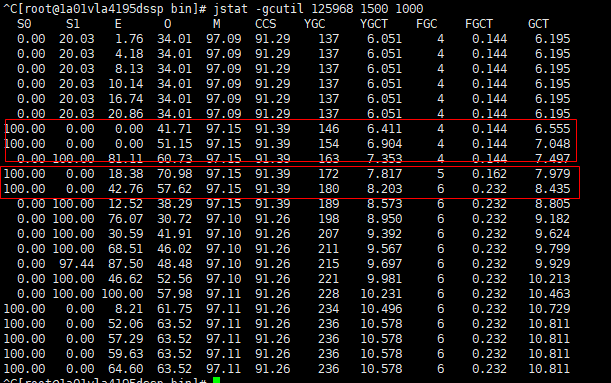 ^C[root@la01vla4195dssp bin]# jstat -gcutil 125968 1500 1000
S0 S1 E O M CCS YGC YGCT FGC FGCT GCT
0.00 20.03 1.76 34.01 97.09 91.29 137 6.051 4 0.144 6.195
0.00 20.03 4.18 34.01 97.09 91.29 137 6.051 4 0.144 6.195
0.00 20.03 8.13 34.01 97.09 91.29 137 6.051 4 0.144 6.195
0.00 20.03 10.14 34.01 97.09 91.29 137 6.051 4 0.144 6.195
0.00 20.03 16.74 34.01 97.09 91.29 137 6.051 4 0.144 6.195
0.00 20.03 20.86 34.01 97.09 91.29 137 6.051 4 0.144 6.195
100.00 0.00 0.00 41.71 97.15 91.39 146 6.411 4 0.144 6.555
100.00 0.00 0.00 51.15 97.15 91.39 154 6.904 4 0.144 7.048
0.00 100.00 81.11 60.73 97.15 91.39 163 7.353 4 0.144 7.497
100.00 0.00 18.38 70.98 97.15 91.39 172 7.817 5 0.162 7.979
100.00 0.00 42.76 57.62 97.15 91.39 180 8.203 6 0.232 8.435
0.00 100.00 12.52 38.29 97.15 91.39 189 8.573 6 0.232 8.805
100.00 0.00 76.07 30.72 97.10 91.26 198 8.950 6 0.232 9.182
0.00 100.00 30.59 41.91 97.10 91.26 207 9.392 6 0.232 9.624
0.00 100.00 68.51 46.02 97.10 91.26 211 9.567 6 0.232 9.799
0.00 97.44 87.50 48.48 97.10 91.26 215 9.697 6 0.232 9.929
0.00 100.00 46.62 52.56 97.10 91.26 221 9.981 6 0.232 10.213
0.00 100.00 100.00 57.98 97.11 91.26 228 10.231 6 0.232 10.463
100.00 0.00 8.21 61.75 97.11 91.26 234 10.496 6 0.232 10.729
100.00 0.00 52.06 63.52 97.11 91.26 236 10.578 6 0.232 10.811
100.00 0.00 57.29 63.52 97.11 91.26 236 10.578 6 0.232 10.811
100.00 0.00 59.63 63.52 97.11 91.26 236 10.578 6 0.232 10.811
100.00 0.00 64.60 63.52 97.11 91.26 236 10.578 6 0.232 10.811
^C[root@la01vla4195dssp bin]#